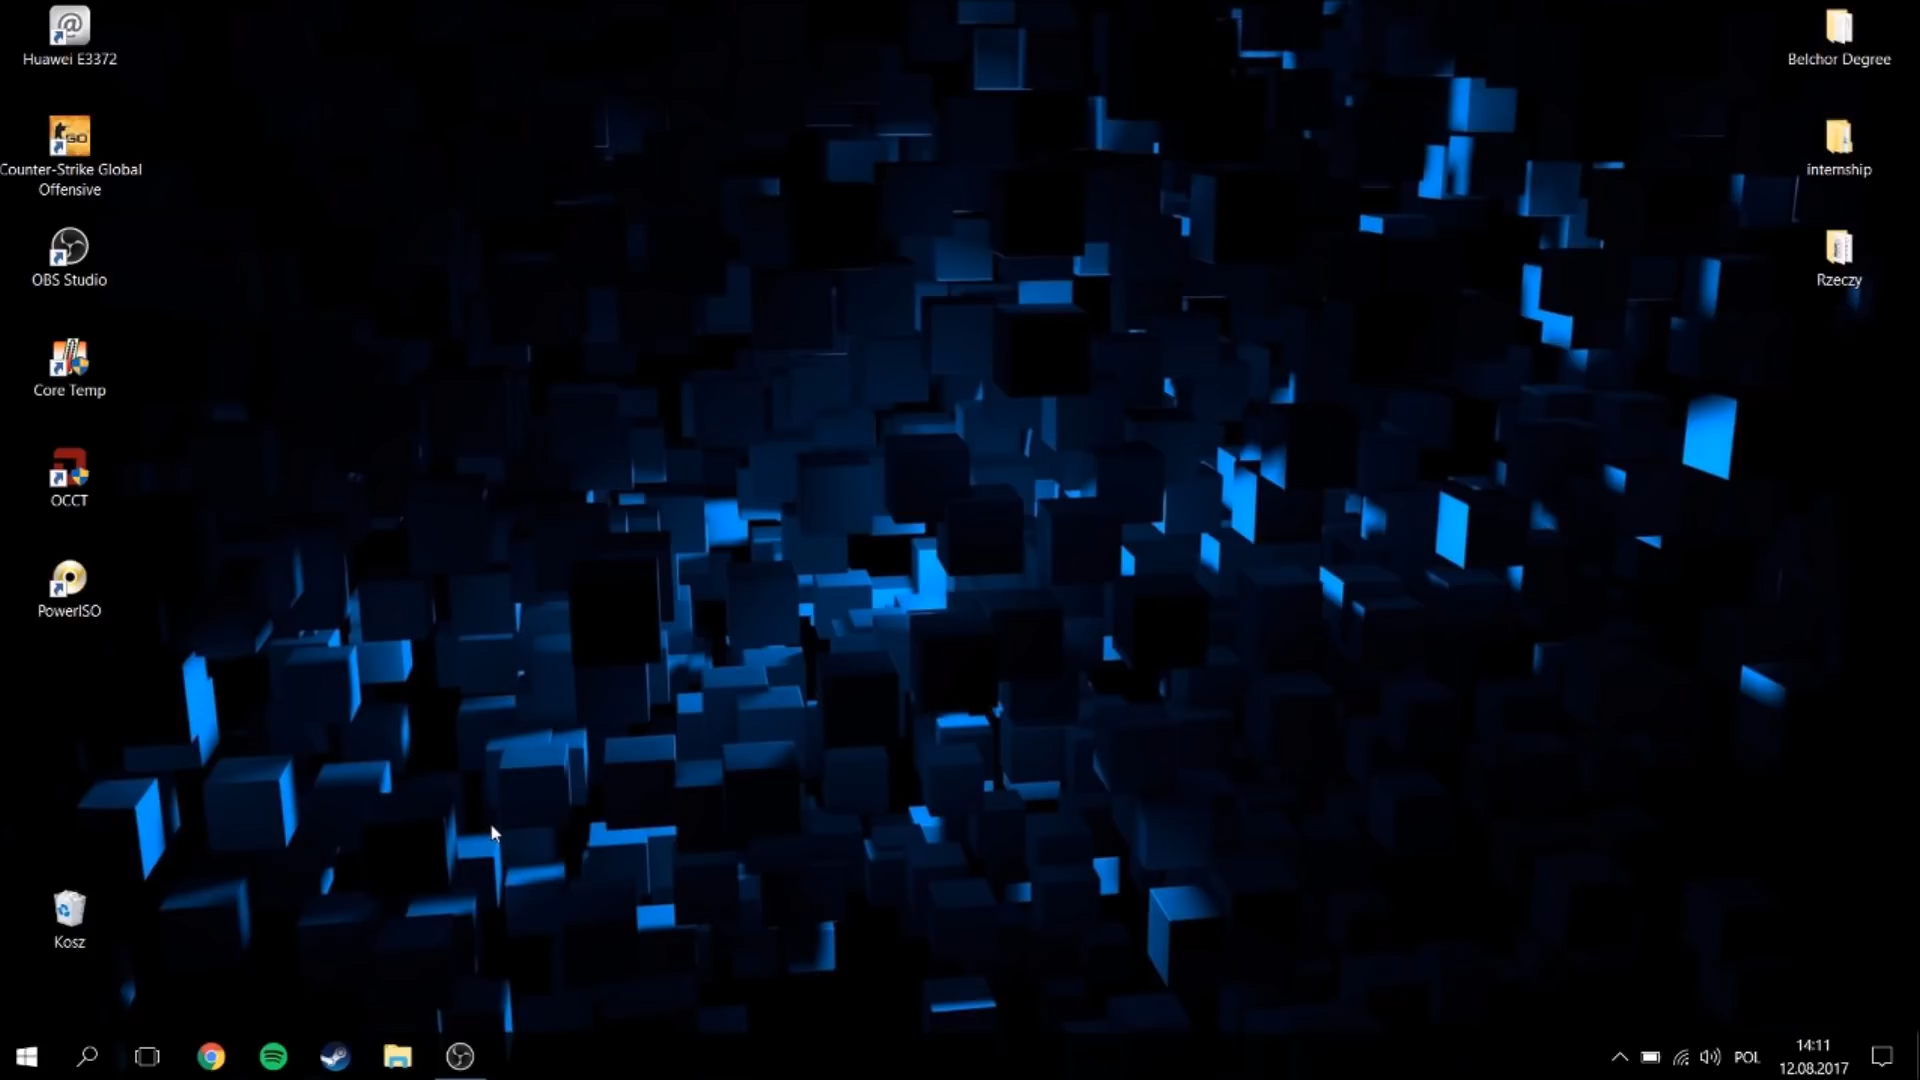 Huawei E3372
Counter-Strike Global
Offensive
OBS Studio
Core Temp
OCCT
PowerISO
Kosz
Belchor Degree
internship
Rzeczy
GO
POL
14:11
12.08.2017